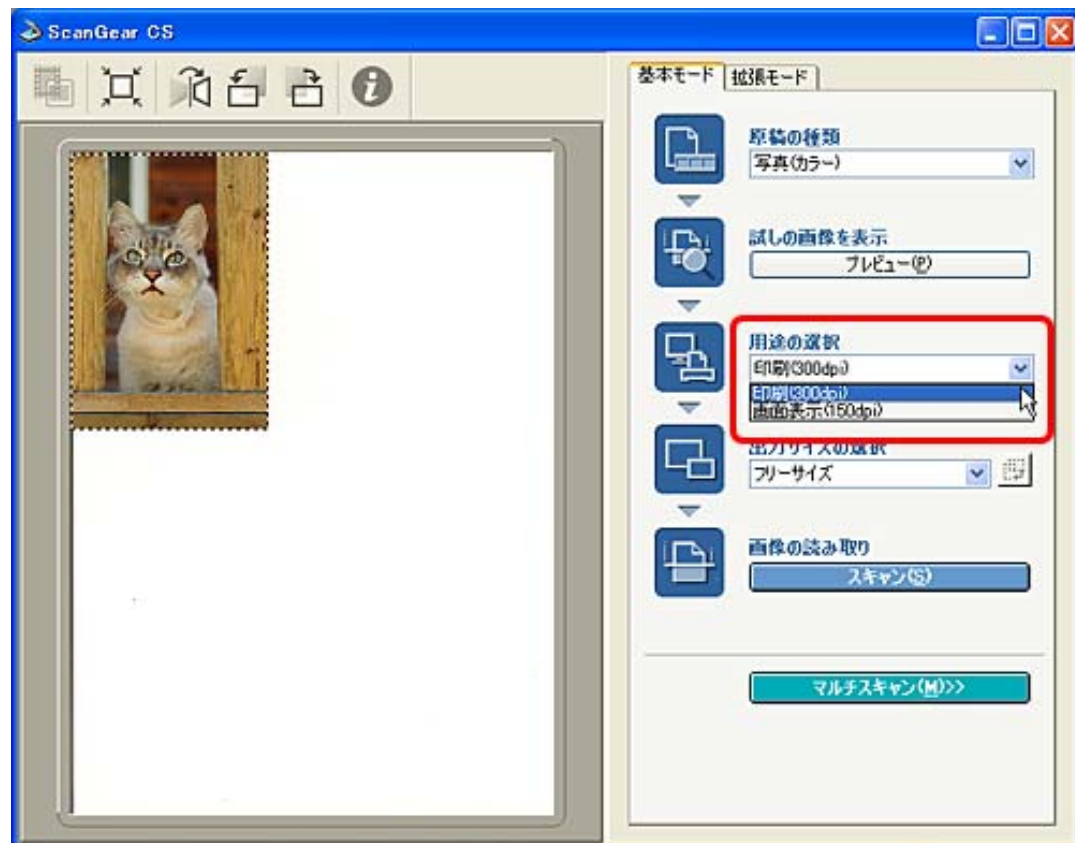 ScanGear CS
基本モード
拡張モード
原稿の種類
写真(カラー)
試しの画像を表示
プレビュー(P)
用途の選択
印刷(300dpi)
印刷(300dpi)
画面表示(150dpi)
出力サイズの選択
フリーサイズ
画像の読み取り
スキャン(S)
マルチスキャン(M)>>